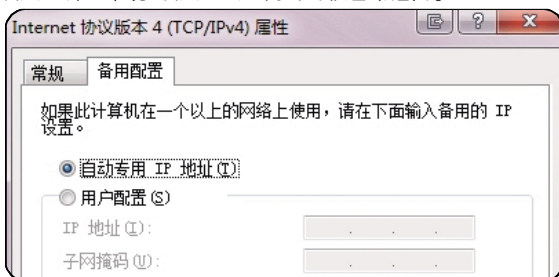 Internet 协议版本 4 (TCP/IPv4) 属性
常规
备用配置
如果此计算机在一个以上的网络上使用，请在下面输入备用的 IP
设置。
自动专用 IP 地址(T)
用户配置(S)
IP 地址(I):
子网掩码(U):